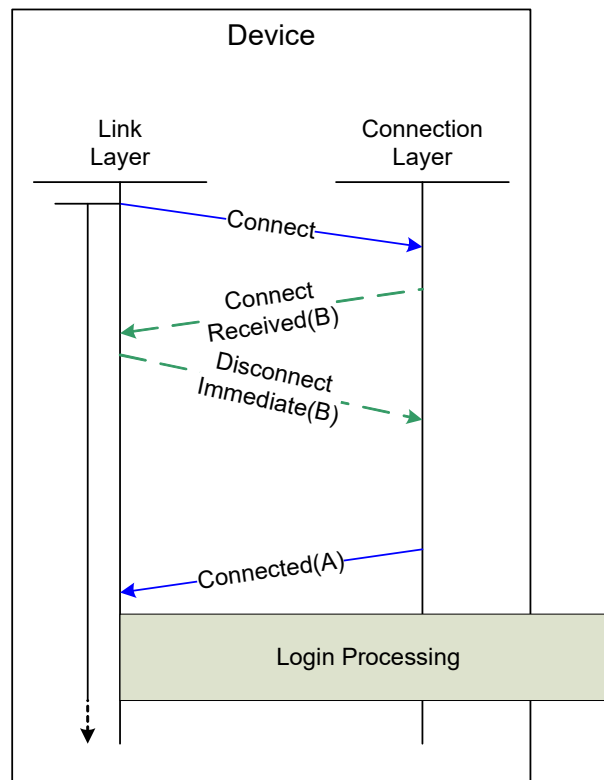 Device
Link
Layer
Connection
Layer
Connect
Connect
Received(B)
Disconnect
Immediate(B)
Connected(A)
Login Processing